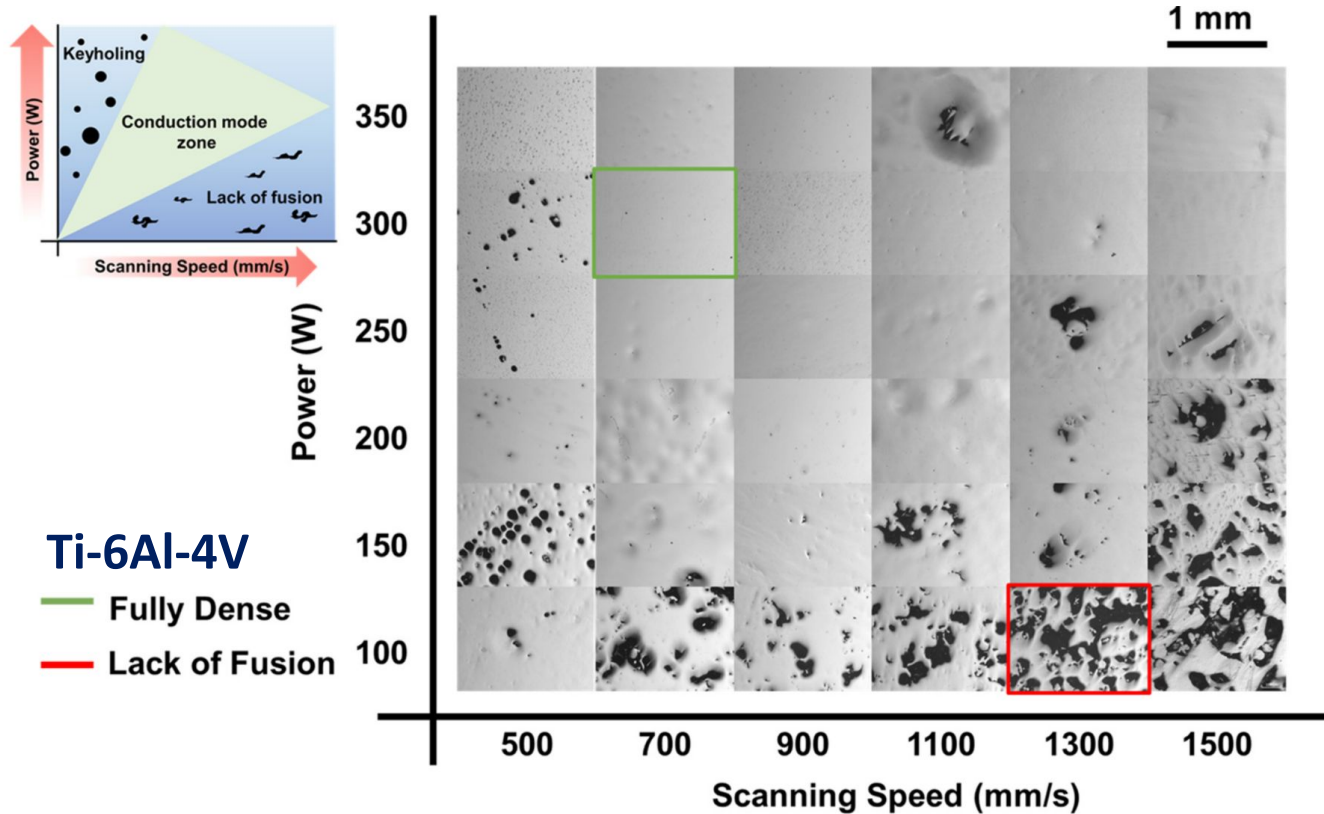 Power (W)
Keyholing
Conduction mode
zone
Lack of fusion
Scanning Speed (mm/s)
1 mm
Power (W)
350
300
250
200
150
100
Ti-6Al-4V
Fully Dense
Lack of Fusion
500 700 900 1100 1300 1500
Scanning Speed (mm/s)